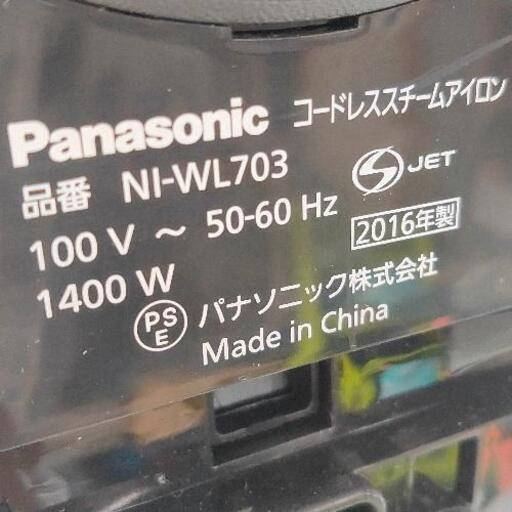 Panasonic コードレススチームアイロン
品番 NI-WL703 S JET
100 V ～ 50-60 Hz 2016年製
1400 W
PSE パナソニック株式会社
Made in China